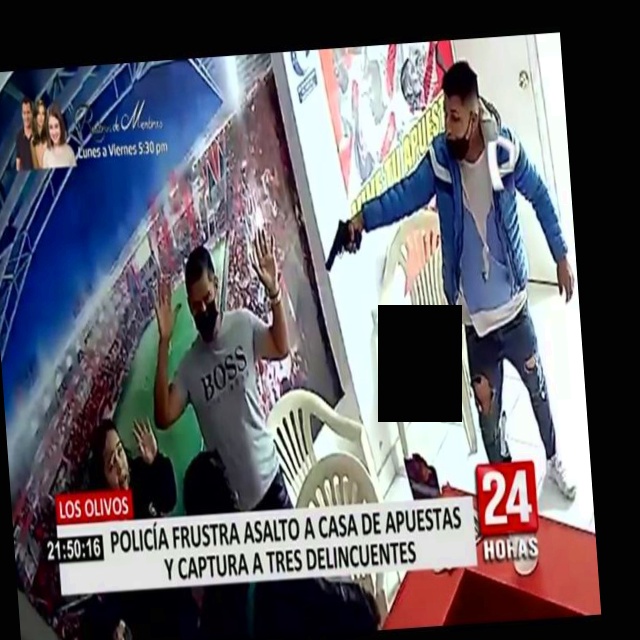 Lunes a Viernes 5:30 pm
BOSS
LOS OLIVOS
21:50:16
POLICÍA FRUSTRA ASALTO A CASA DE APUESTAS
Y CAPTURA A TRES DELINCUENTES
24
HORAS